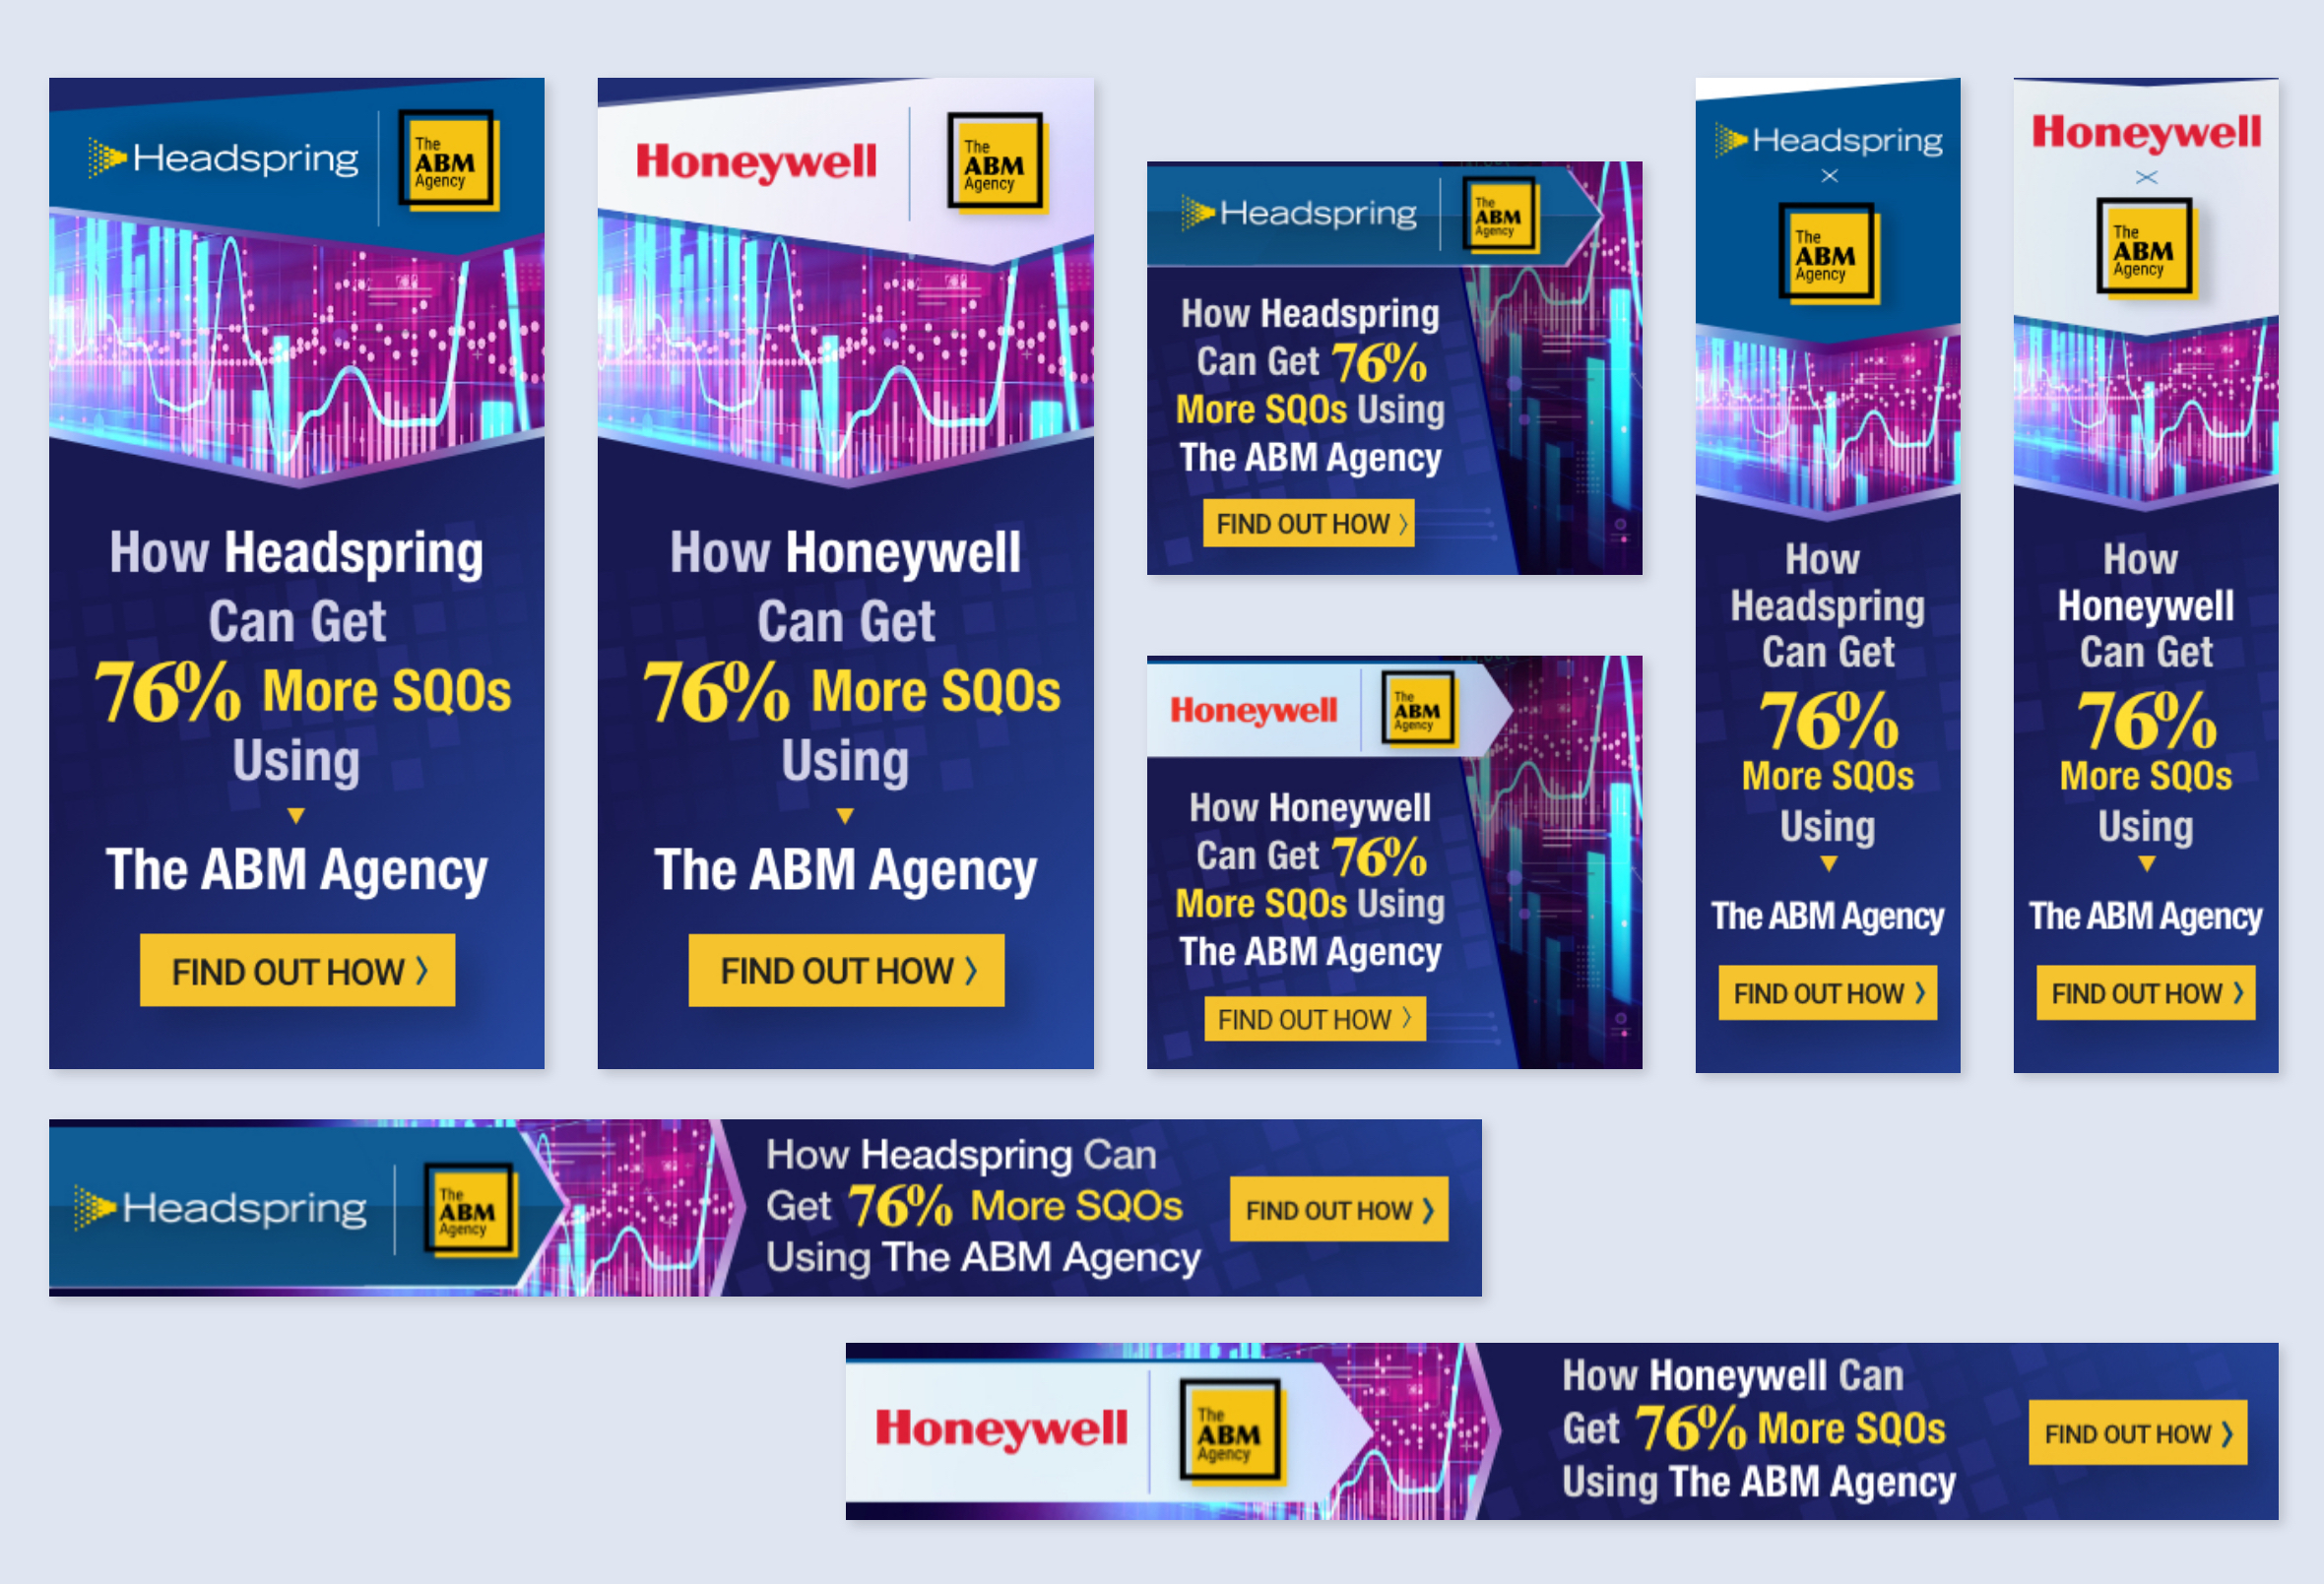 Headspring
The
ABM
Agency
How Headspring
Can Get
76% More SQOs
Using
The ABM Agency
FIND OUT HOW
Honeywell
The
ABM
Agency
How Honeywell
Can Get
76% More SQOs
Using
The ABM Agency
FIND OUT HOW
Headspring
The
ABM
Agency
How Headspring
Can Get 76%
More SQOs Using
The ABM Agency
FIND OUT HOW
Honeywell
The
ABM
Agency
How Honeywell
Can Get 76%
More SQOs Using
The ABM Agency
FIND OUT HOW
Headspring
×
The
ABM
Agency
How
Headspring
Can Get
76%
More SQOs
Using
The ABM Agency
FIND OUT HOW
Honeywell
×
The
ABM
Agency
How
Honeywell
Can Get
76%
More SQOs
Using
The ABM Agency
FIND OUT HOW
Headspring
The
ABM
Agency
How Headspring Can
Get 76% More SQOs
Using The ABM Agency
FIND OUT HOW
Honeywell
The
ABM
Agency
How Honeywell Can
Get 76% More SQOs
Using The ABM Agency
FIND OUT HOW